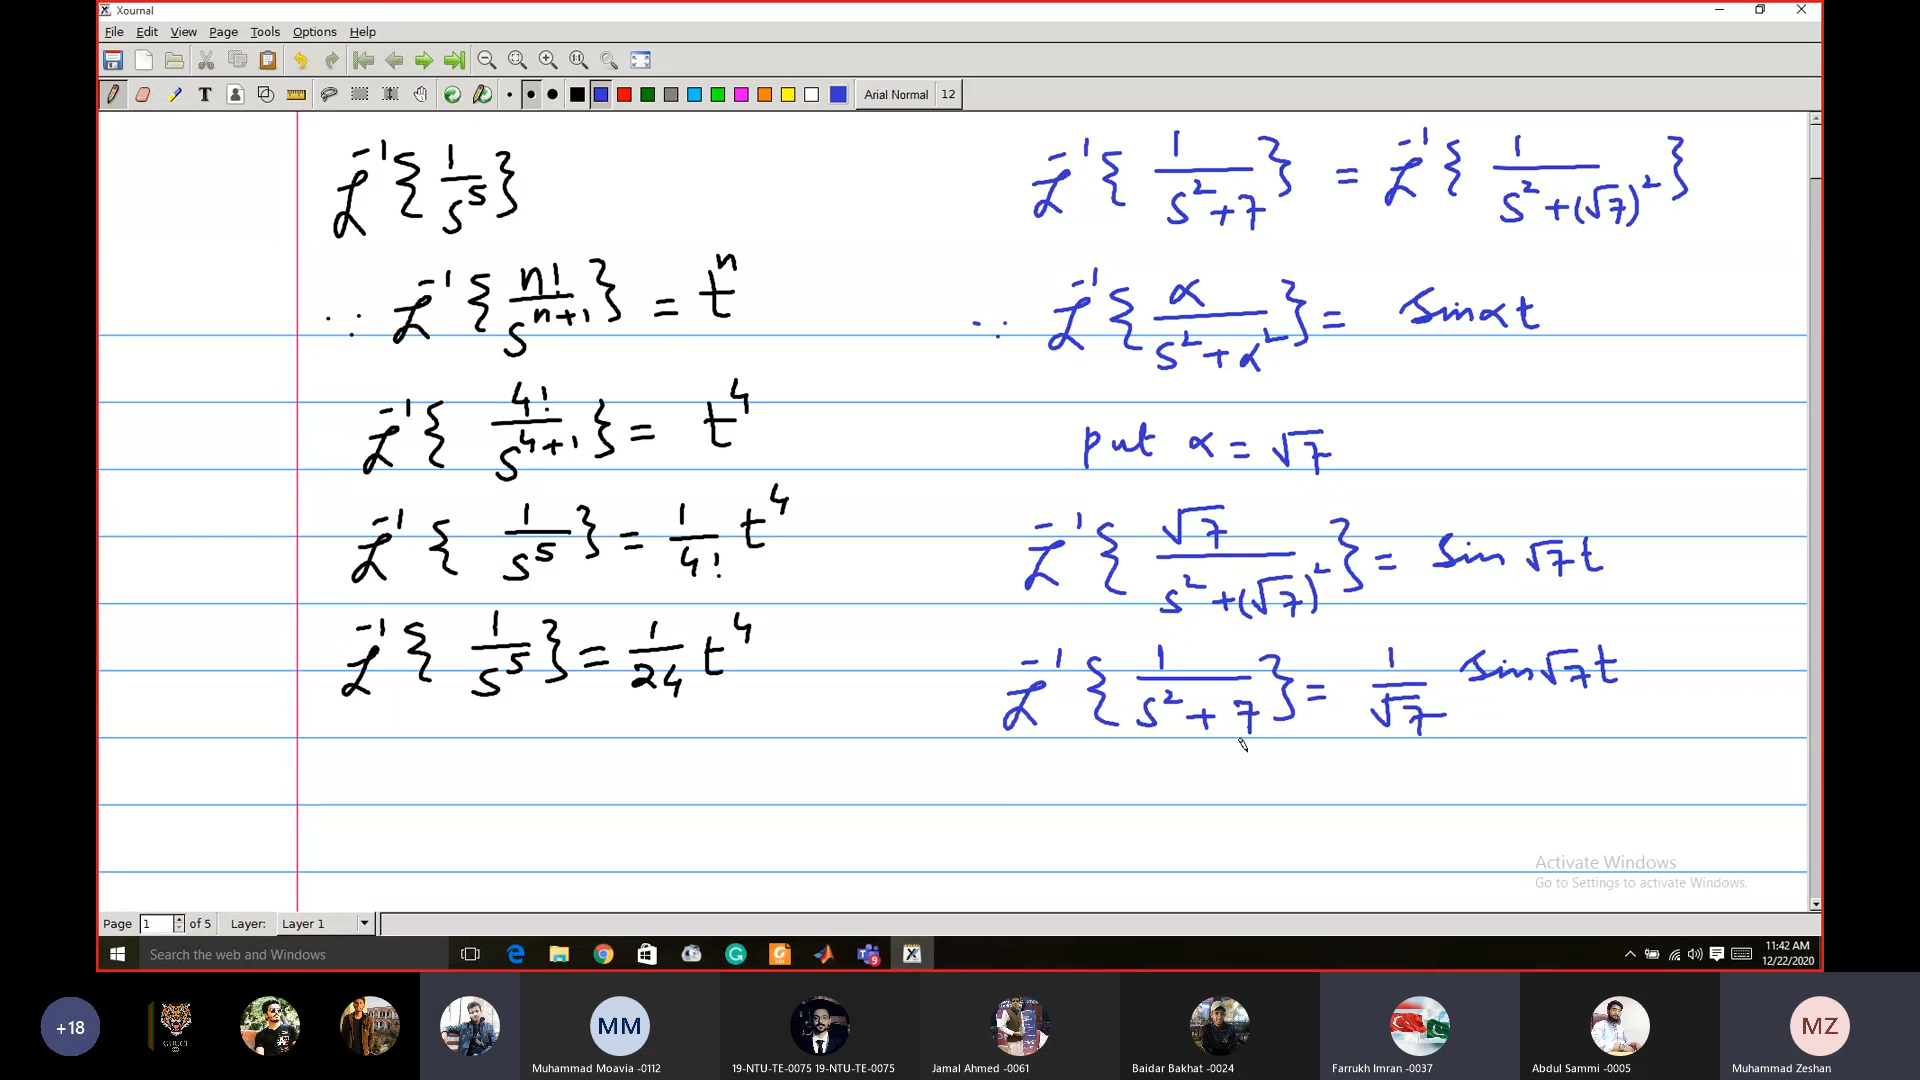 Xournal
File Edit View Page Tools Options Help
Arial Normal 12
ℒ⁻¹{1/s⁵}
∵ ℒ⁻¹{n!/sⁿ⁺¹} = tⁿ
ℒ⁻¹{4!/s⁴⁺¹} = t⁴
ℒ⁻¹{1/s⁵} = 1/4! t⁴
ℒ⁻¹{1/s⁵} = 1/24 t⁴
ℒ⁻¹{1/(s²+7)} = ℒ⁻¹{1/(s²+(√7)²)}
∵ ℒ⁻¹{α/(s²+α²)} = sinαt
put α = √7
ℒ⁻¹{√7/(s²+(√7)²)} = sin √7t
ℒ⁻¹{1/(s²+7)} = 1/√7 sin√7t
Activate Windows
Go to Settings to activate Windows.
Page 1 of 5 Layer: Layer 1
Search the web and Windows
11:42 AM
12/22/2020
+18
GUCCI
MM
MZ
Muhammad Moavia -0112
19-NTU-TE-0075 19-NTU-TE-0075
Jamal Ahmed -0061
Baidar Bakhat -0024
Farrukh Imran -0037
Abdul Sammi -0005
Muhammad Zeshan